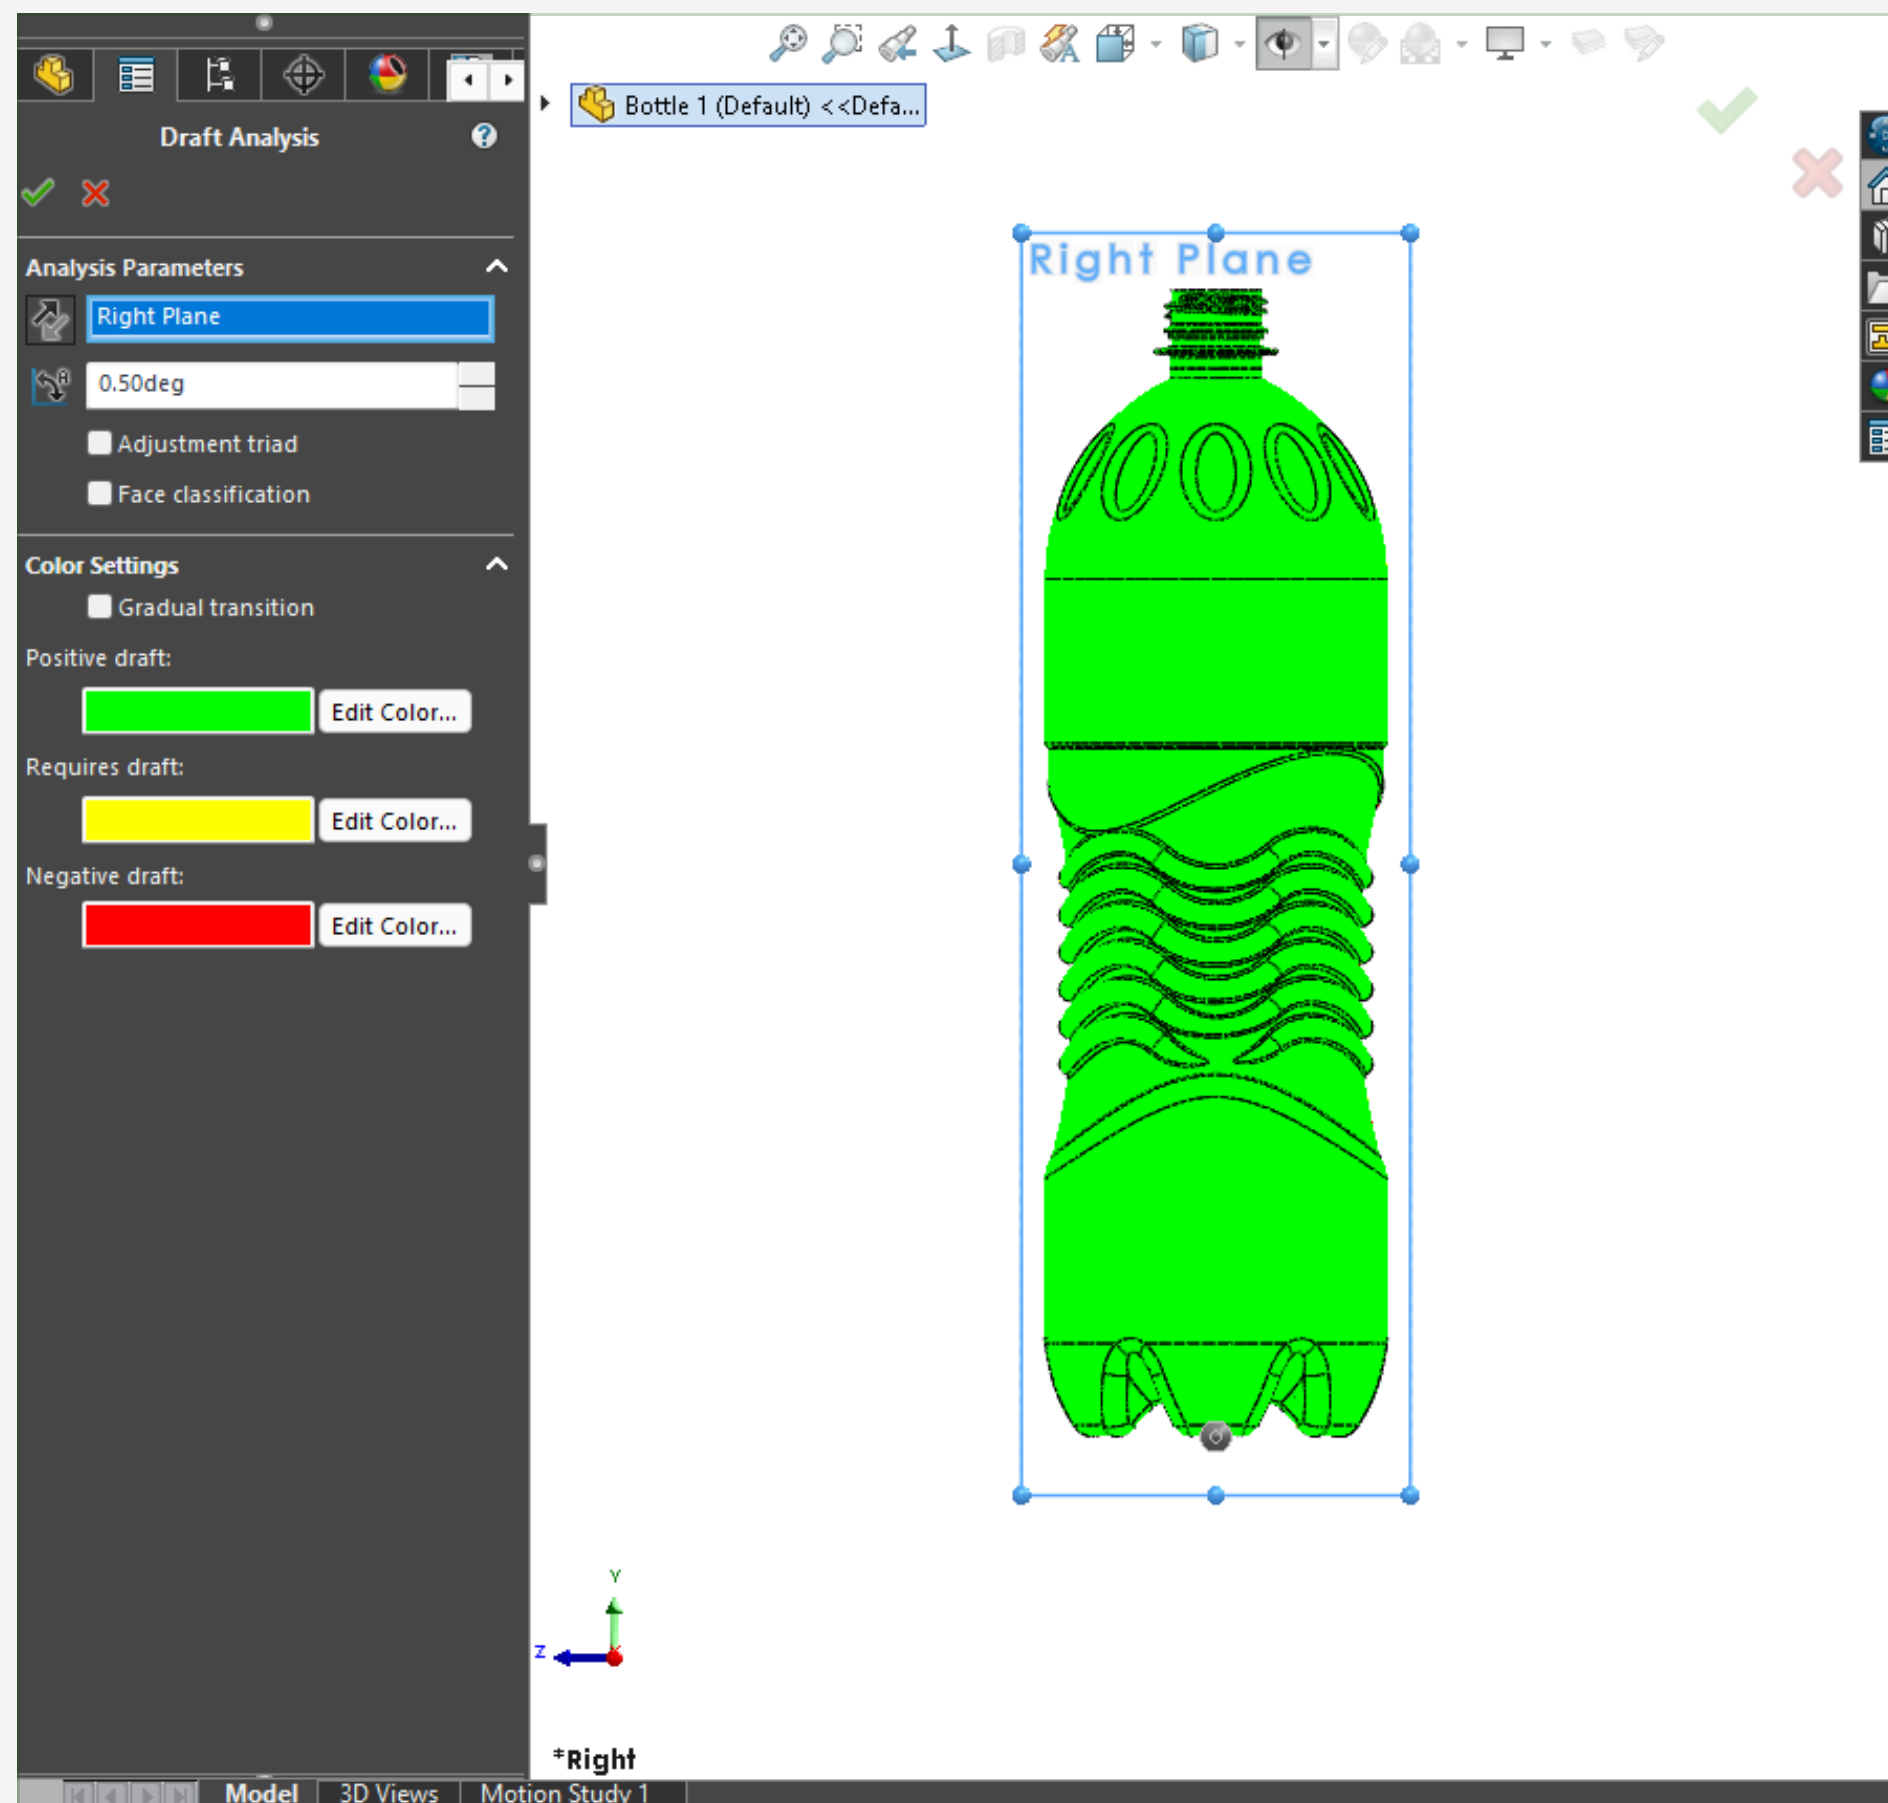 Bottle 1 (Default) <<Defa...
Draft Analysis
Analysis Parameters
Right Plane
0.50deg
Adjustment triad
Face classification
Color Settings
Gradual transition
Positive draft:
Edit Color...
Requires draft:
Edit Color...
Negative draft:
Edit Color...
Right Plane
Y
Z
*Right
Model
3D Views
Motion Study 1